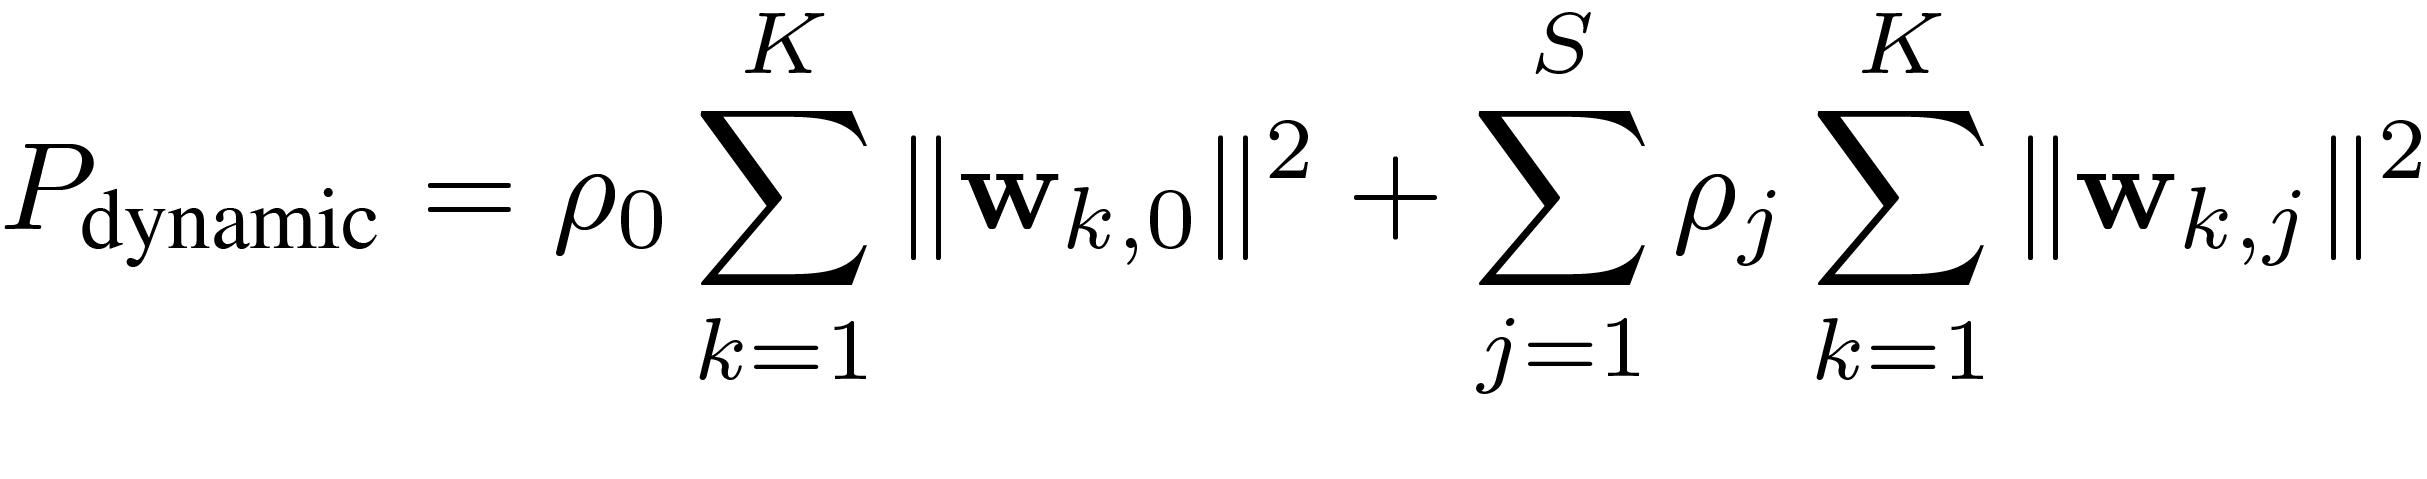 P_dynamic = ρ_0 ∑_{k=1}^{K} ‖𝐰_{k,0}‖^2 + ∑_{j=1}^{S} ρ_j ∑_{k=1}^{K} ‖𝐰_{k,j}‖^2